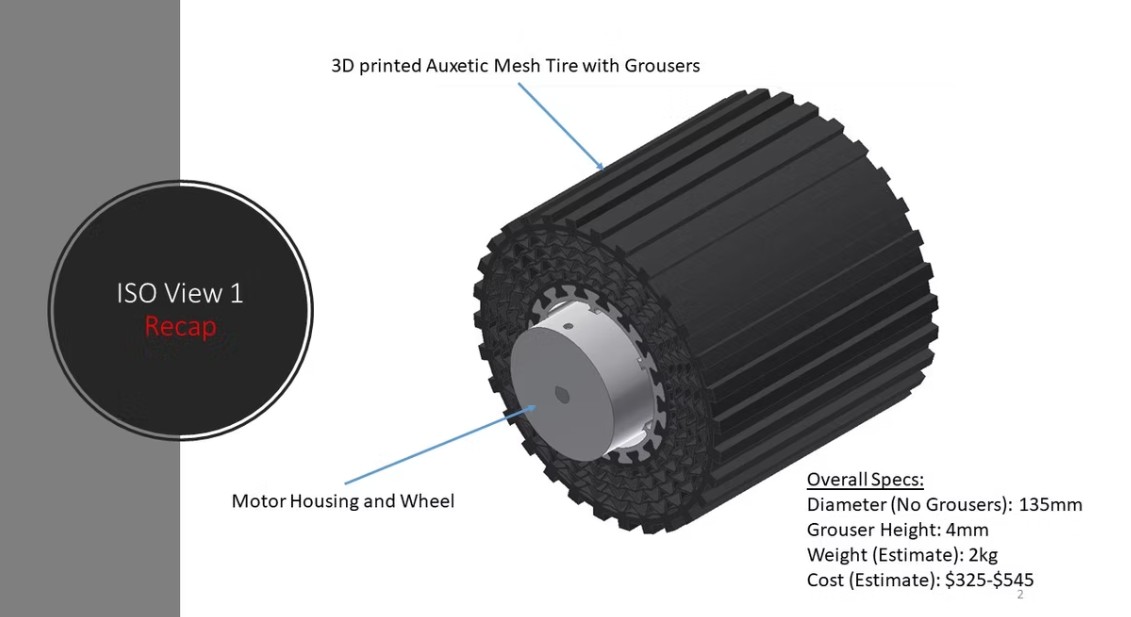 3D printed Auxetic Mesh Tire with Grousers
ISO View 1
Recap
Motor Housing and Wheel
Overall Specs:
Diameter (No Grousers): 135mm
Grouser Height: 4mm
Weight (Estimate): 2kg
Cost (Estimate): $325-$545
2